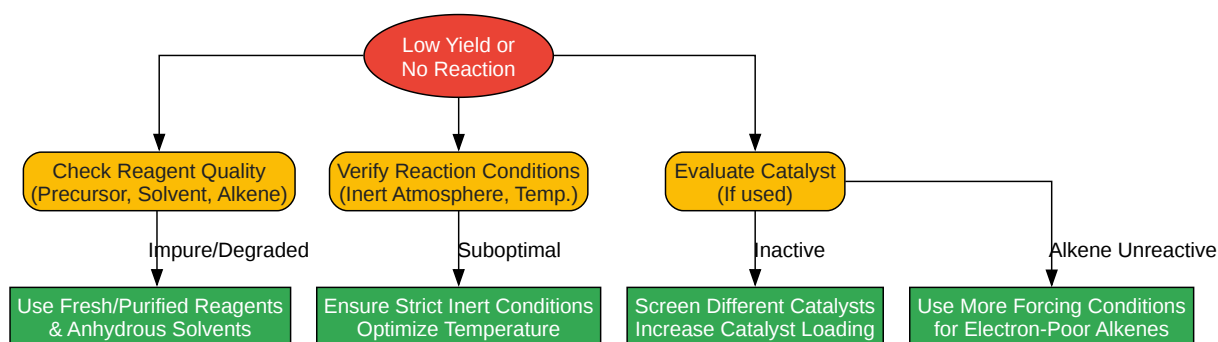 Low Yield or
No Reaction
Check Reagent Quality
(Precursor, Solvent, Alkene)
Verify Reaction Conditions
(Inert Atmosphere, Temp.)
Evaluate Catalyst
(If used)
Impure/Degraded
Suboptimal
Inactive
Alkene Unreactive
Use Fresh/Purified Reagents
& Anhydrous Solvents
Ensure Strict Inert Conditions
Optimize Temperature
Screen Different Catalysts
Increase Catalyst Loading
Use More Forcing Conditions
for Electron-Poor Alkenes